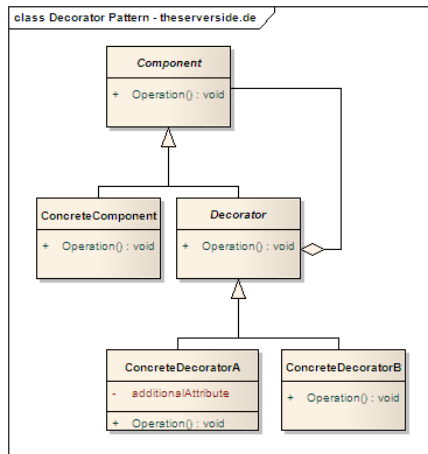 class Decorator Pattern - theserverside.de
Component
+ Operation() : void
ConcreteComponent
+ Operation() : void
Decorator
+ Operation() : void
ConcreteDecoratorA
- additionalAttribute
+ Operation() : void
ConcreteDecoratorB
+ Operation() : void